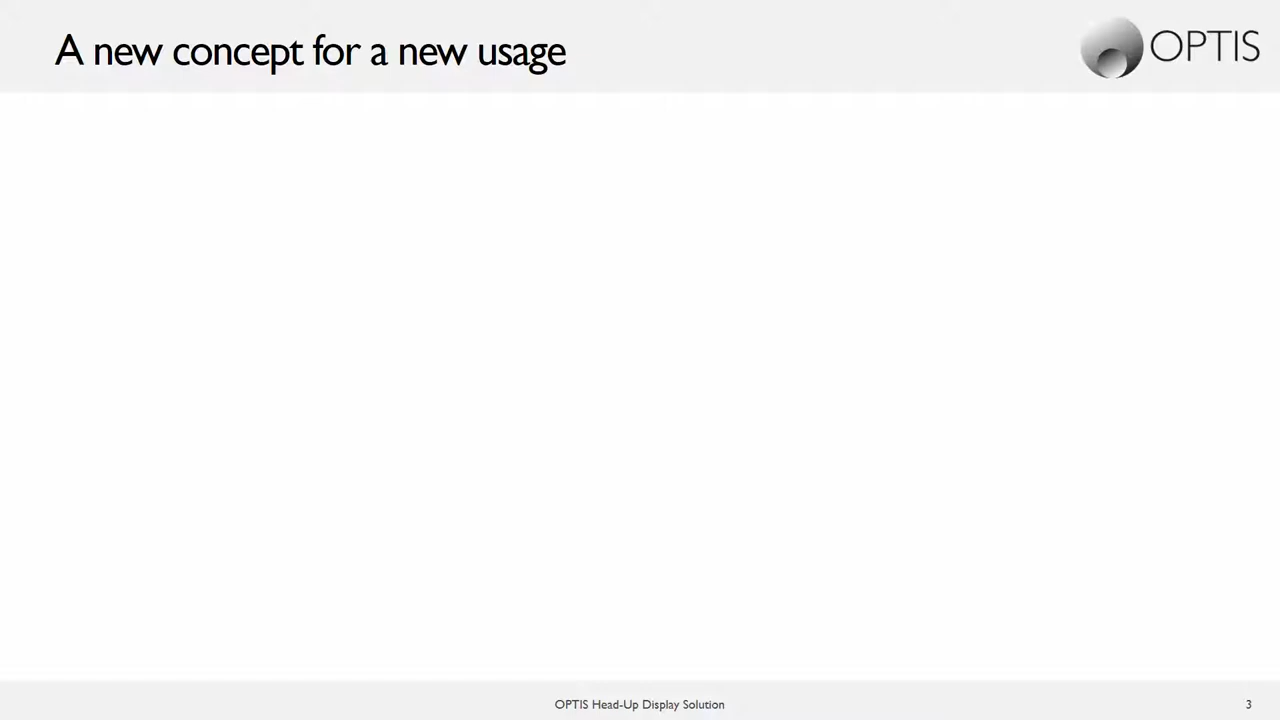 A new concept for a new usage
OPTIS
OPTIS Head-Up Display Solution
3